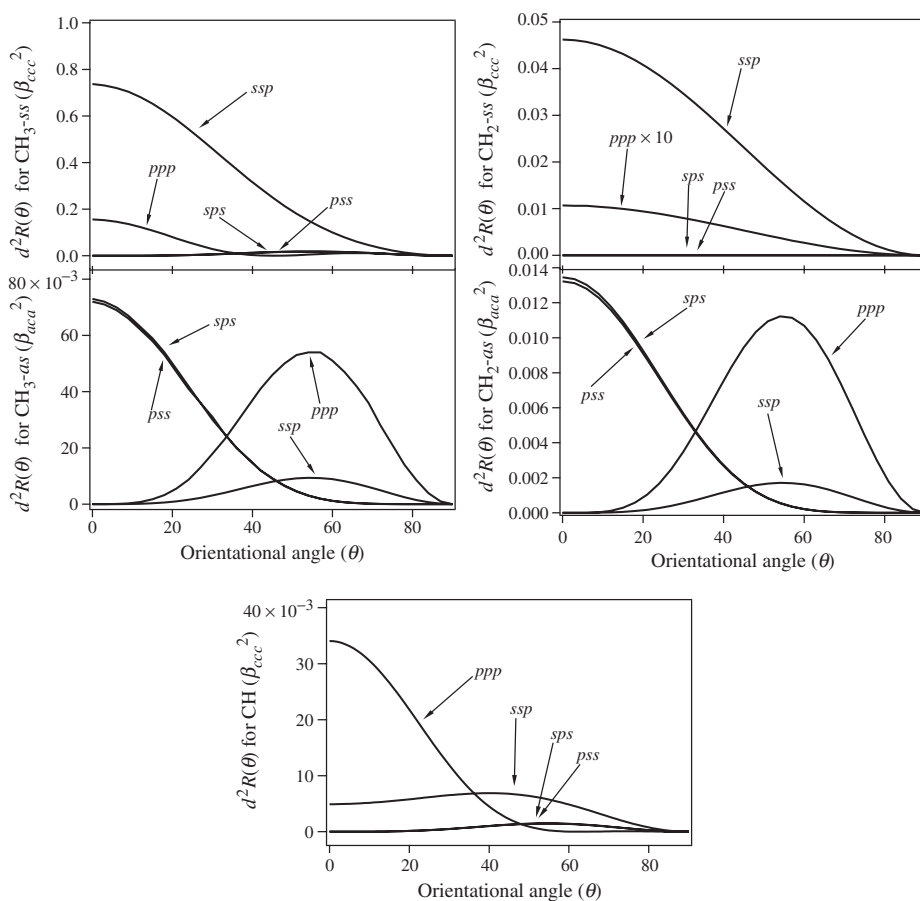 d²R(θ) for CH₃-ss (β_ccc²)
1.0
0.8
0.6
0.4
0.2
0.0
ssp
ppp
sps
pss
d²R(θ) for CH₂-ss (β_ccc²)
0.05
0.04
0.03
0.02
0.01
0.00
ssp
ppp × 10
sps
pss
d²R(θ) for CH₃-as (β_aca²)
80 × 10⁻³
60
40
20
0
sps
pss
ppp
ssp
0 20 40 60 80
Orientational angle (θ)
d²R(θ) for CH₂-as (β_aca²)
0.014
0.012
0.010
0.008
0.006
0.004
0.002
0.000
sps
pss
ppp
ssp
0 20 40 60 80
Orientational angle (θ)
d²R(θ) for CH (β_ccc²)
40 × 10⁻³
30
20
10
0
ppp
ssp
sps
pss
0 20 40 60 80
Orientational angle (θ)